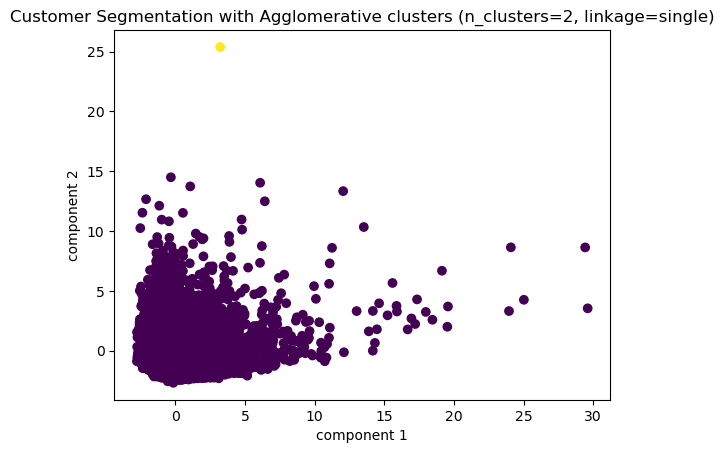 Customer Segmentation with Agglomerative clusters (n_clusters=2, linkage=single)
25
20
15
10
5
0
component 2
0 5 10 15 20 25 30
component 1